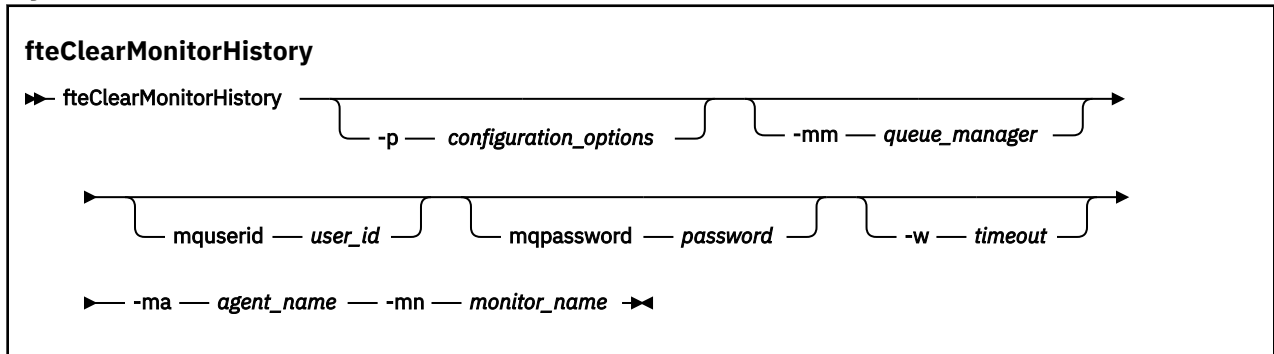 fteClearMonitorHistory
fteClearMonitorHistory
-p configuration_options -mm queue_manager
mquserid user_id mqpassword password -w timeout
-ma agent_name -mn monitor_name